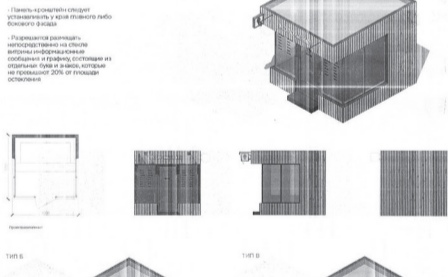 - Панель-кронштейн следует
устанавливать у края главного либо
бокового фасада
- Разрешается размещать
непосредственно на стекле
витрины информационные
сообщения и графику, состоящие из
отдельных букв и знаков, которые
не превышают 20% от площади
остекления
ТИП Б
ТИП В